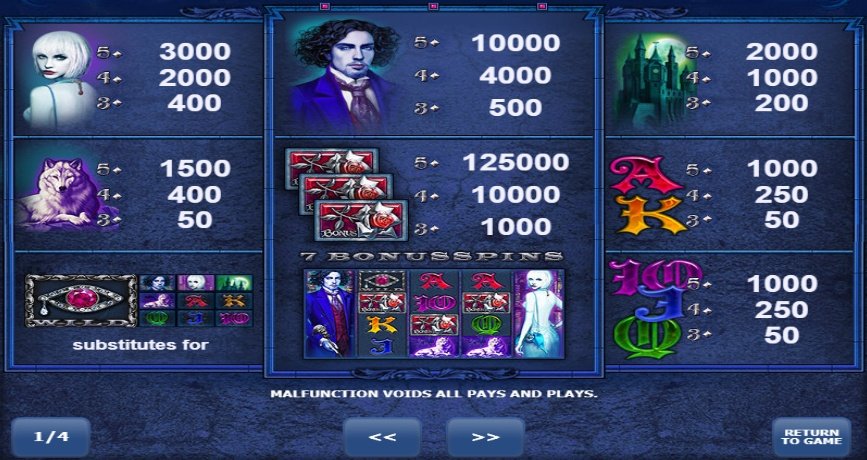 5 3000
4 2000
3 400
5 10000
4 4000
3 500
5 2000
4 1000
3 200
5 1500
4 400
3 50
5 125000
4 10000
3 1000
BONUS
A
K
5 1000
4 250
3 50
7 BONUSSPINS
WILD
A K
Q J 10
substitutes for
A A
10
K Q
J
10
J
Q
5 1000
4 250
3 50
MALFUNCTION VOIDS ALL PAYS AND PLAYS.
1/4
<<
>>
RETURN
TO GAME